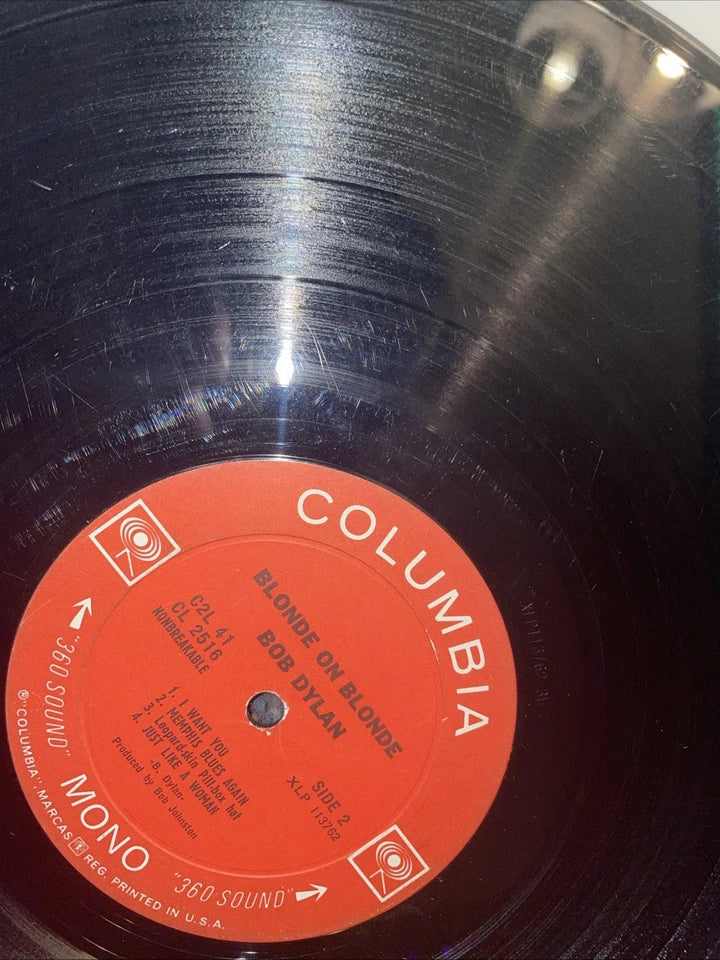 COLUMBIA
BLONDE ON BLONDE
BOB DYLAN
C2L 41
CL 2516
NONBREAKABLE
SIDE 2
XLP 113762
1. I WANT YOU
2. MEMPHIS BLUES AGAIN
3. Leopard-skin Pill-box hat
4. JUST LIKE A WOMAN
-B. Dylan-
Produced by Bob Johnston
"360 SOUND" MONO "360 SOUND"
® "COLUMBIA", MARCAS REG. PRINTED IN U.S.A.